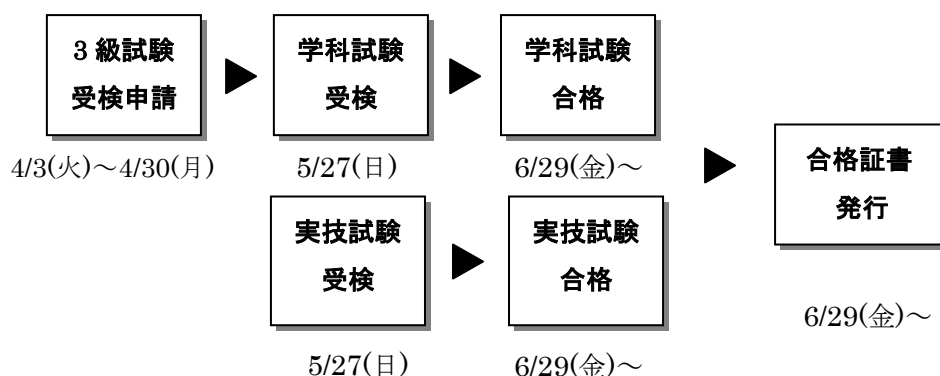 3 級試験
受検申請
4/3(火)～4/30(月)
学科試験
受検
5/27(日)
学科試験
合格
6/29(金)～
実技試験
受検
5/27(日)
実技試験
合格
6/29(金)～
合格証書
発行
6/29(金)～